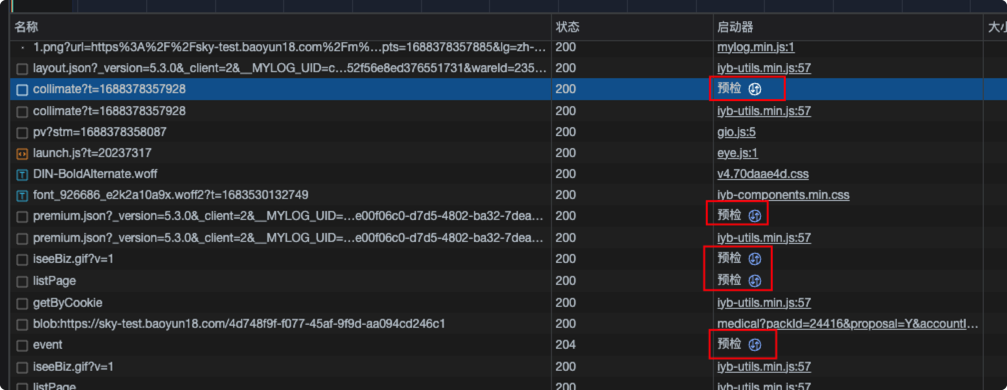 名称 状态 启动器 大小
1.png?url=https%3A%2F%2Fsky-test.baoyun18.com%2Fm%...pts=1688378357885&lg=zh-... 200 mylog.min.js:1
layout.json?_version=5.3.0&_client=2&__MYLOG_UID=c...52f56e8ed376551731&wareId=235... 200 iyb-utils.min.js:57
collimate?t=1688378357928 200 预检
collimate?t=1688378357928 200 iyb-utils.min.js:57
pv?stm=1688378358087 200 gio.js:5
launch.js?t=20237317 200 eye.js:1
DIN-BoldAlternate.woff 200 v4.70daae4d.css
font_926686_e2k2a10a9x.woff2?t=1683530132749 200 iyb-components.min.css
premium.json?_version=5.3.0&_client=2&__MYLOG_UID=...e00f06c0-d7d5-4802-ba32-7dea... 200 预检
premium.json?_version=5.3.0&_client=2&__MYLOG_UID=...e00f06c0-d7d5-4802-ba32-7dea... 200 iyb-utils.min.js:57
iseeBiz.gif?v=1 200 预检
listPage 200 预检
getByCookie 200 iyb-utils.min.js:57
blob:https://sky-test.baoyun18.com/4d748f9f-f077-45af-9f9d-aa094cd246c1 200 medical?packId=24416&proposal=Y&accountI...
event 204 预检
iseeBiz.gif?v=1 200 iyb-utils.min.js:57
listPage 200 iyb-utils.min.js:57